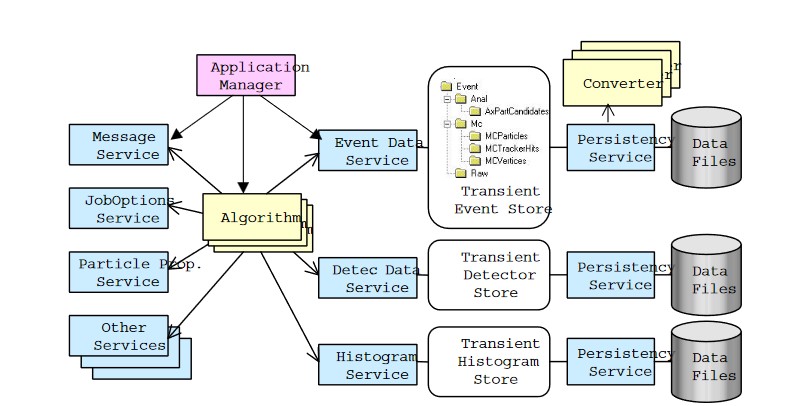 Application
Manager
Message
Service
JobOptions
Service
Particle Prop.
Service
Other
Services
Algorithm
Event Data
Service
Detec Data
Service
Histogram
Service
Event
Anal
AxPartCandidates
Mc
MCParticles
MCTrackerHits
MCVertices
Raw
Transient
Event Store
Transient
Detector
Store
Transient
Histogram
Store
Converter
Persistency
Service
Data
Files
Persistency
Service
Data
Files
Persistency
Service
Data
Files